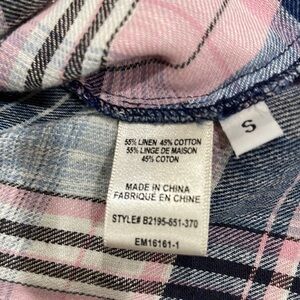 55% LINEN 45% COTTON
55% LINGE DE MAISON
45% COTON
MADE IN CHINA
FABRIQUÉ EN CHINE
STYLE# B2195-651-370
EM16161-1
S